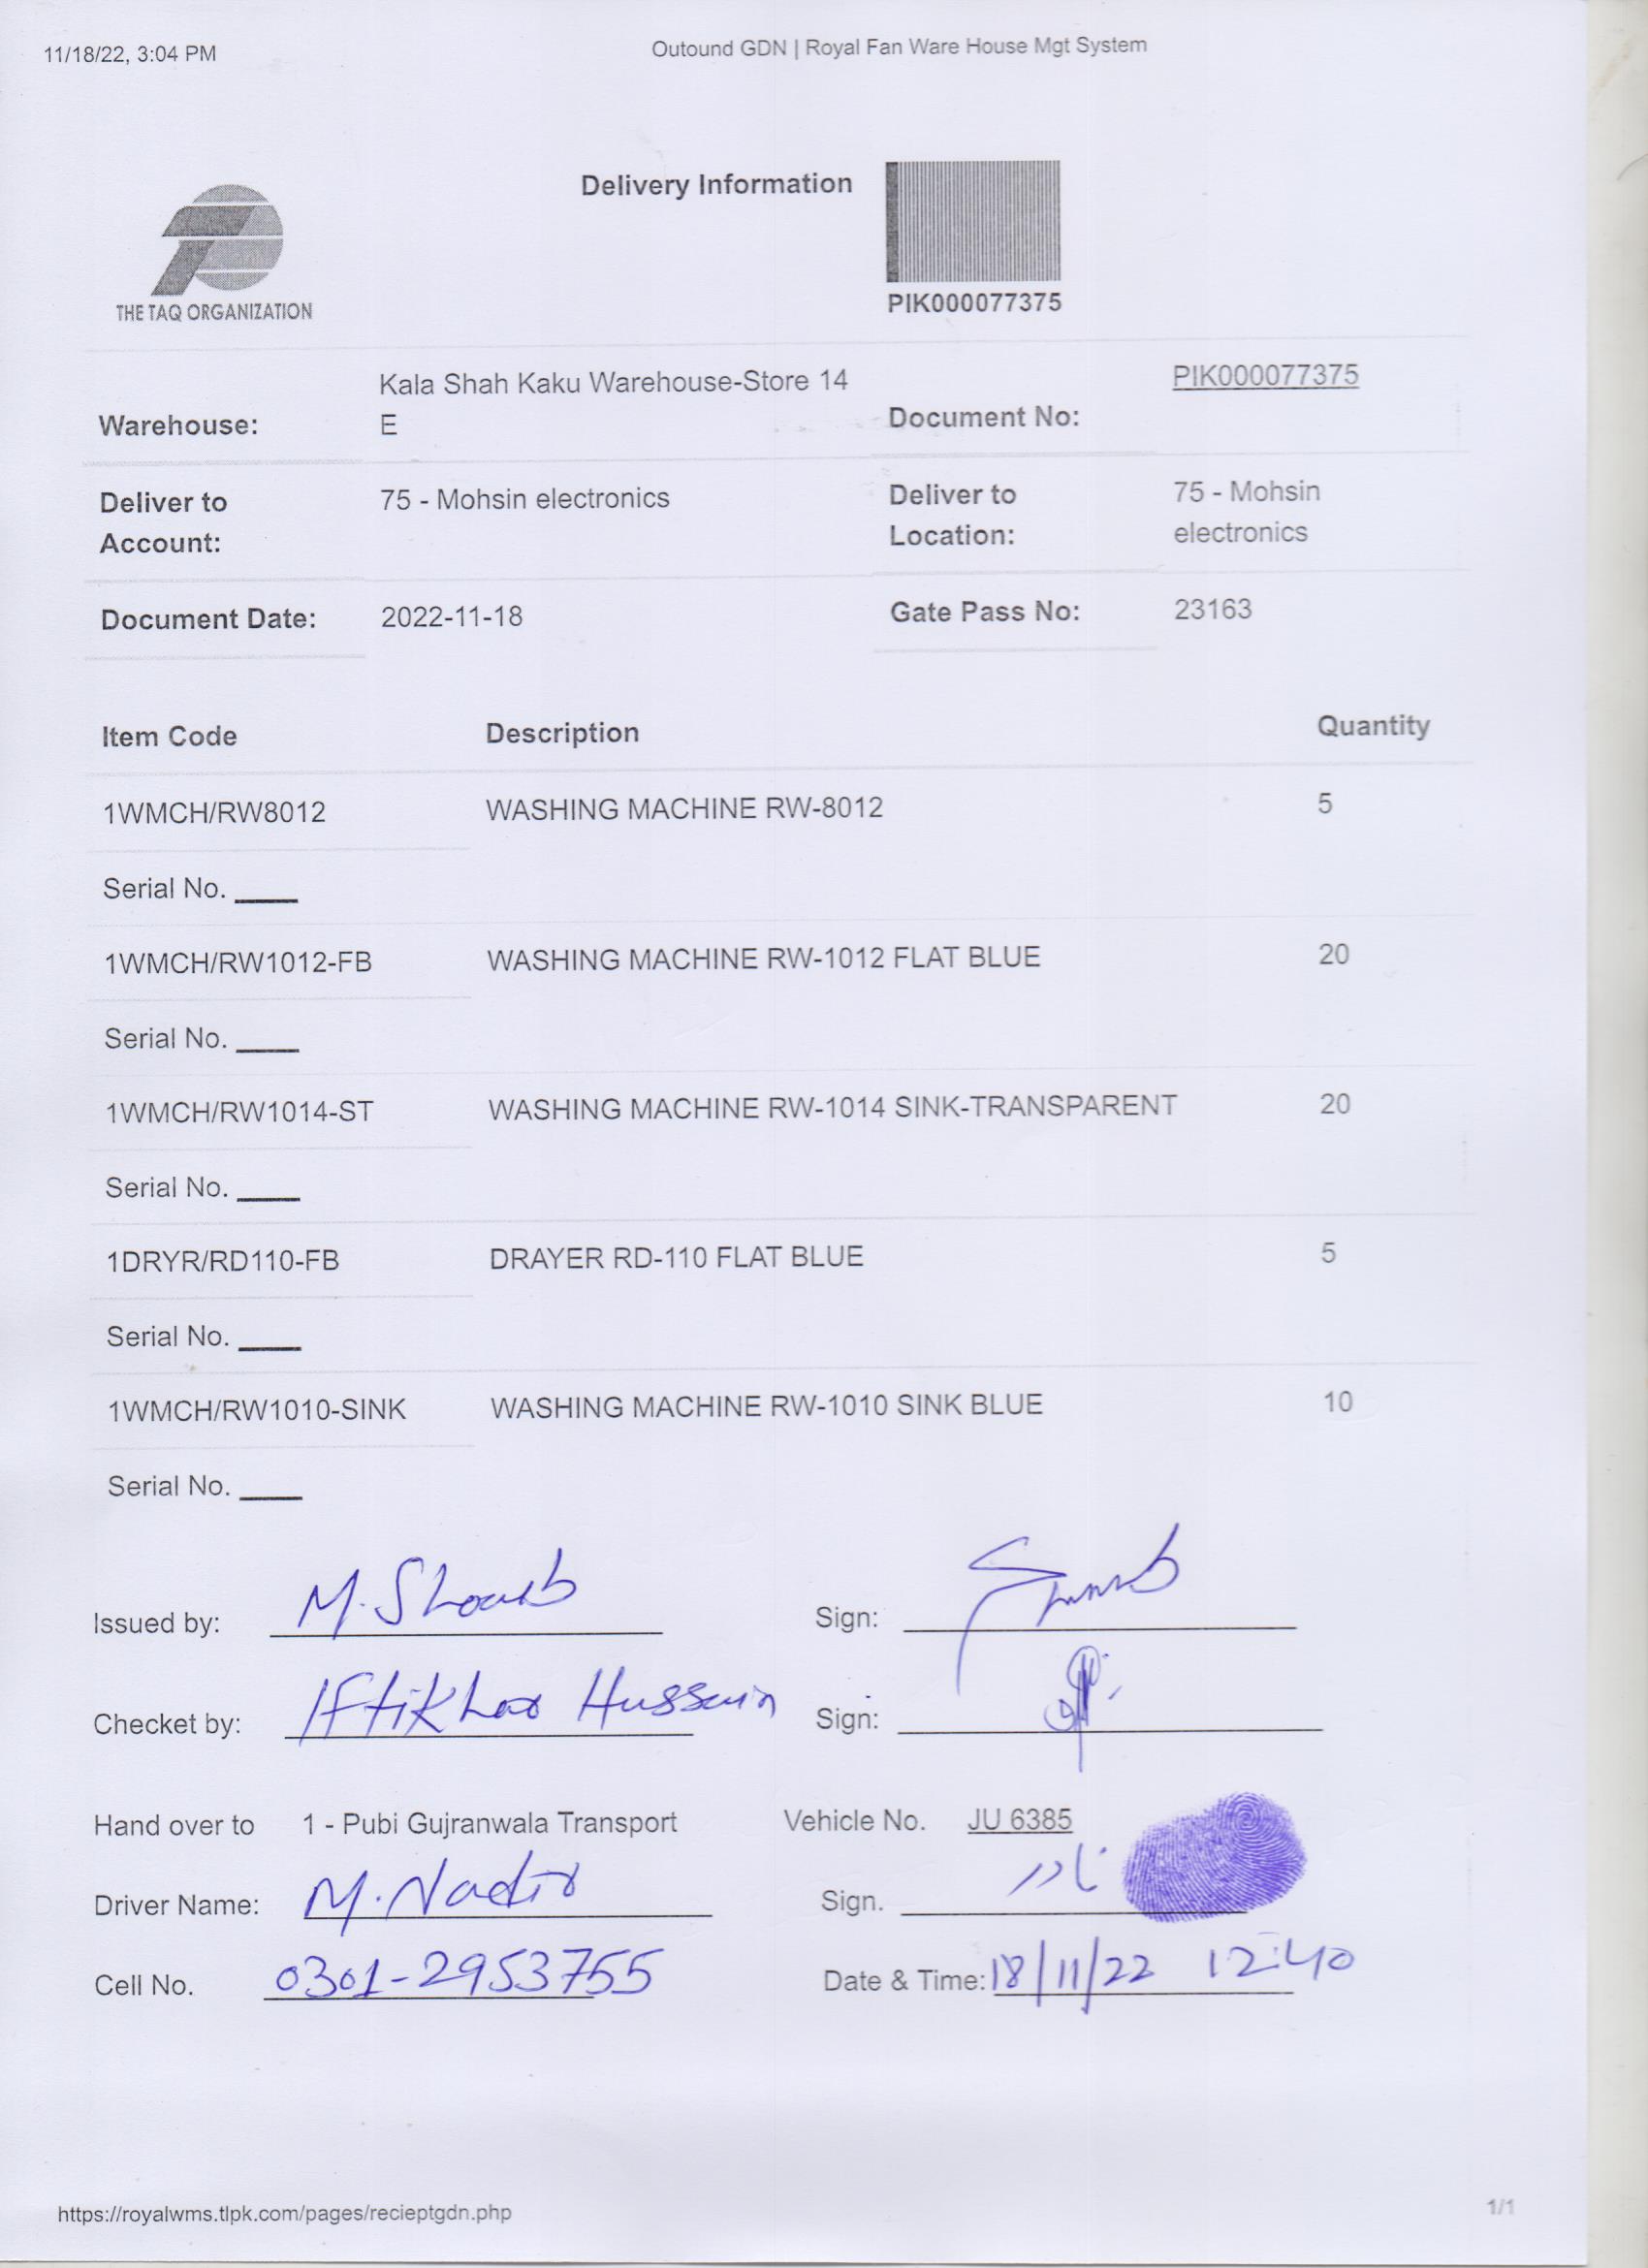 11/18/22, 3:04 PM
Outound GDN | Royal Fan Ware House Mgt System
Delivery Information
THE TAQ ORGANIZATION
PIK000077375
Warehouse: Kala Shah Kaku Warehouse-Store 14 E
Document No: PIK000077375
Deliver to Account: 75 - Mohsin electronics
Deliver to Location: 75 - Mohsin electronics
Document Date: 2022-11-18
Gate Pass No: 23163
Item Code Description Quantity
1WMCH/RW8012 WASHING MACHINE RW-8012 5
Serial No. ____
1WMCH/RW1012-FB WASHING MACHINE RW-1012 FLAT BLUE 20
Serial No. ____
1WMCH/RW1014-ST WASHING MACHINE RW-1014 SINK-TRANSPARENT 20
Serial No. ____
1DRYR/RD110-FB DRAYER RD-110 FLAT BLUE 5
Serial No. ____
1WMCH/RW1010-SINK WASHING MACHINE RW-1010 SINK BLUE 10
Serial No. ____
Issued by: M. Shoaib Sign:
Checket by: Iftikhar Hussain Sign:
Hand over to 1 - Pubi Gujranwala Transport Vehicle No. JU 6385
Driver Name: M. Nadir Sign. نادر
Cell No. 0301-2953755 Date & Time: 18/11/22 12:40
https://royalwms.tlpk.com/pages/recieptgdn.php
1/1